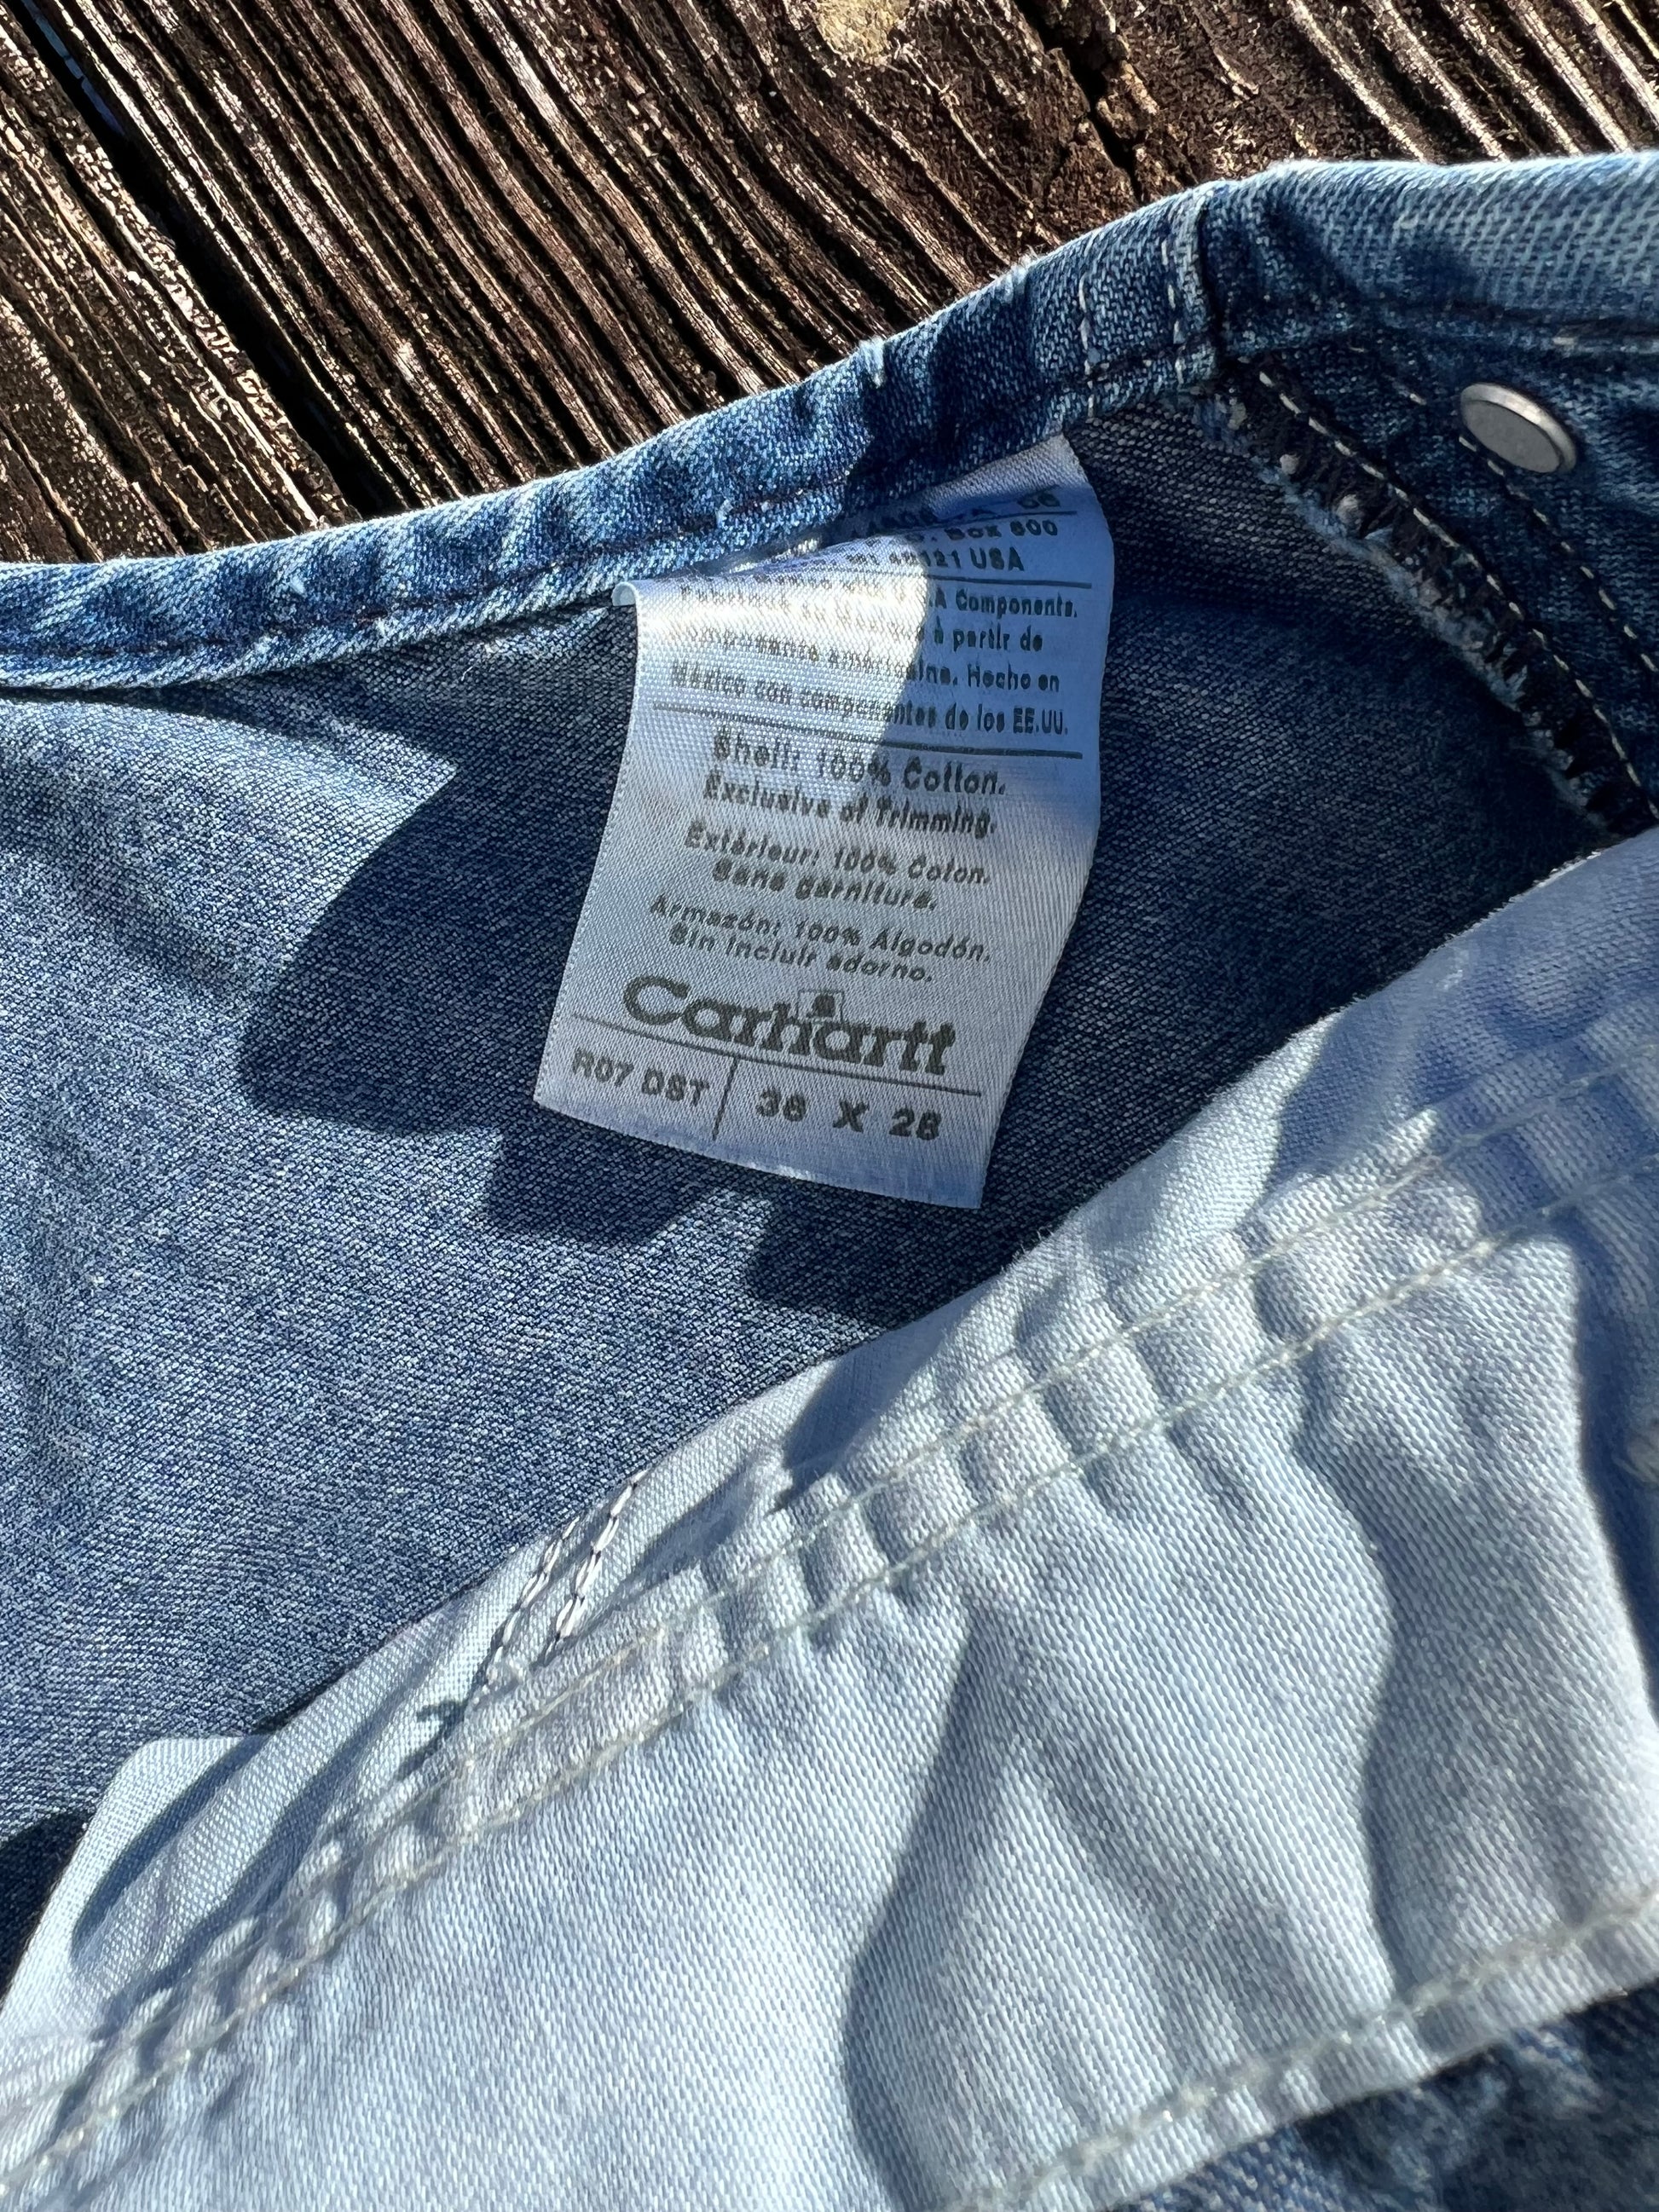 Box 600
USA
Components.
à partir de
Hecho en
México con componentes de los EE.UU.
Shell: 100% Cotton.
Exclusive of Trimming.
Extérieur: 100% Coton.
Sans garniture.
Armazón: 100% Algodón.
Sin incluir adorno.
Carhartt
R07 DST
36 X 28